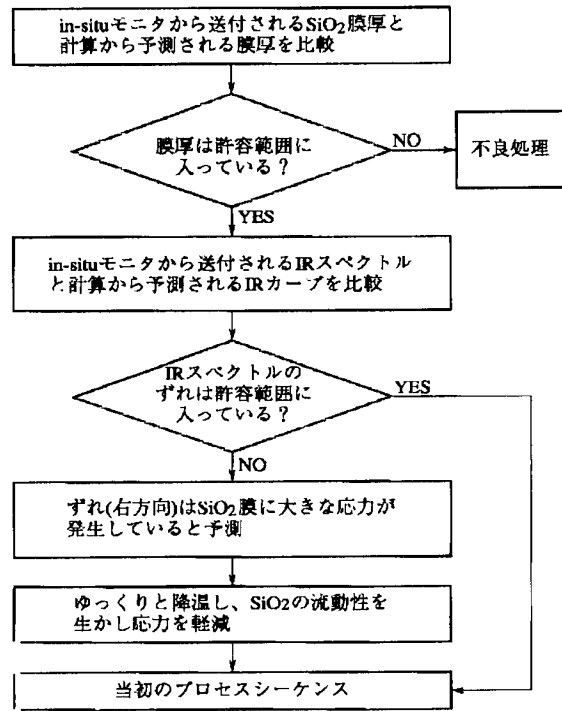 in-situモニタから送付されるSiO2膜厚と
計算から予測される膜厚を比較
膜厚は許容範囲に
入っている?
NO
不良処理
YES
in-situモニタから送付されるIRスペクトル
と計算から予測されるIRカーブを比較
IRスペクトルの
ずれは許容範囲に
入っている?
YES
NO
ずれ(右方向)はSiO2膜に大きな応力が
発生していると予測
ゆっくりと降温し、SiO2の流動性を
生かし応力を軽減
当初のプロセスシーケンス